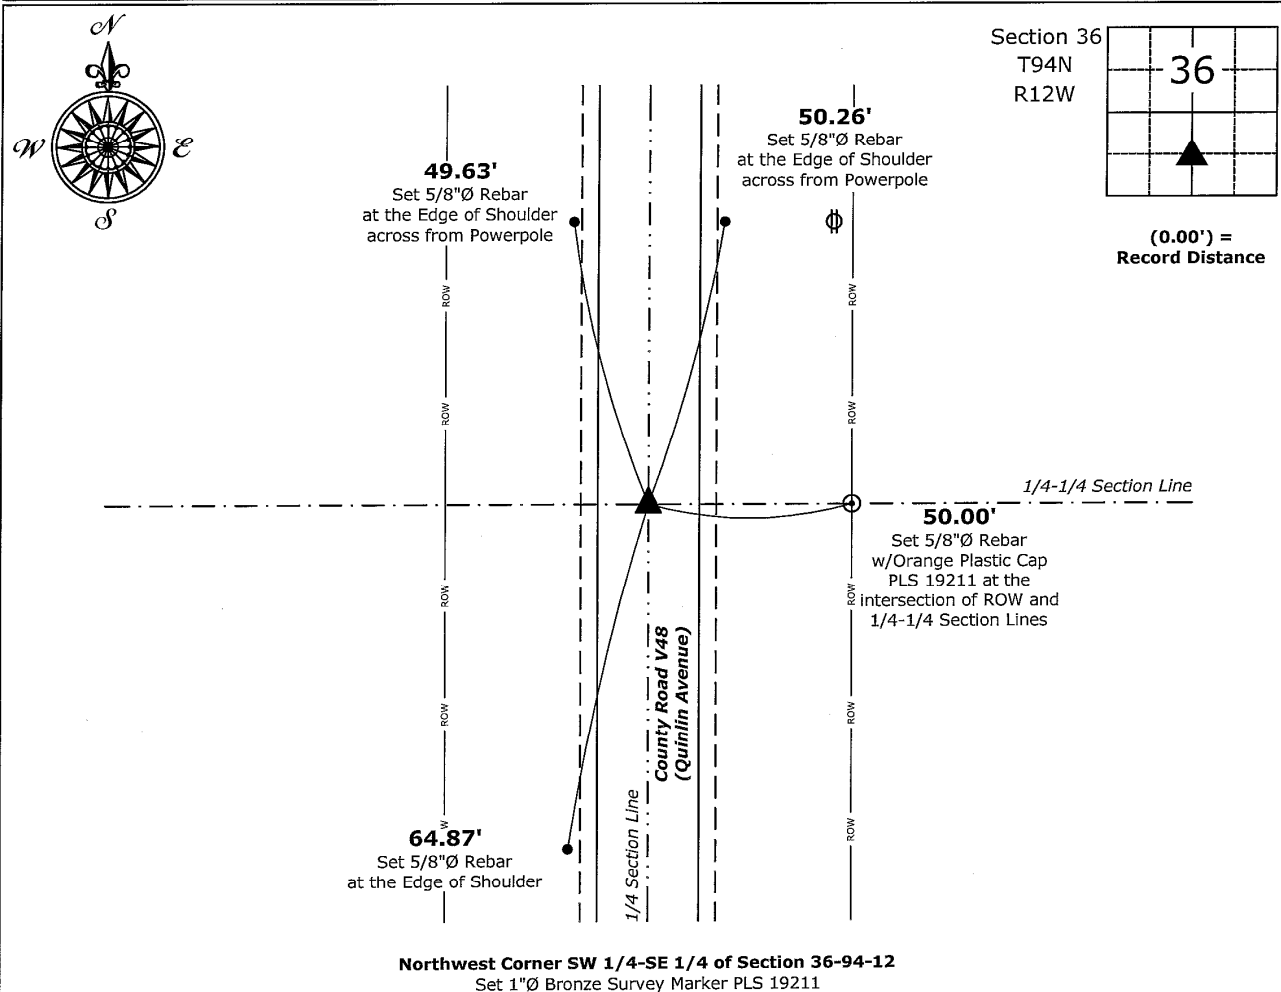 N
W
E
S
Section 36
T94N
R12W
36
(0.00') =
Record Distance
49.63'
Set 5/8"Ø Rebar
at the Edge of Shoulder
across from Powerpole
50.26'
Set 5/8"Ø Rebar
at the Edge of Shoulder
across from Powerpole
ROW
ROW
ROW
ROW
1/4-1/4 Section Line
50.00'
Set 5/8"Ø Rebar
w/Orange Plastic Cap
PLS 19211 at the
intersection of ROW and
1/4-1/4 Section Lines
ROW
ROW
ROW
ROW
County Road V48
(Quinlin Avenue)
1/4 Section Line
W
ROW
64.87'
Set 5/8"Ø Rebar
at the Edge of Shoulder
Northwest Corner SW 1/4-SE 1/4 of Section 36-94-12
Set 1"Ø Bronze Survey Marker PLS 19211